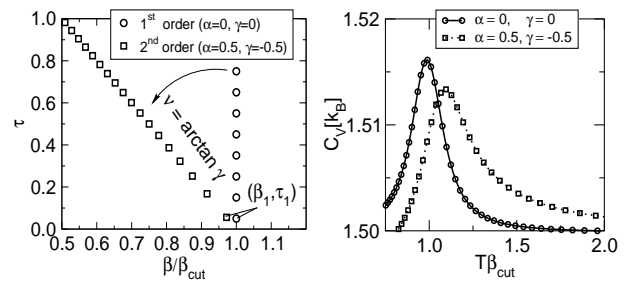 1st order (α=0, γ=0)
2nd order (α=0.5, γ=-0.5)
1.0
0.8
0.6
0.4
0.2
0.0
τ
ν = arctan γ
(β1,τ1)
0.5 0.6 0.7 0.8 0.9 1.0 1.1
β/βcut
α = 0, γ = 0
α = 0.5, γ = -0.5
1.52
1.51
1.50
CV[kB]
1.0 1.5 2.0
Tβcut